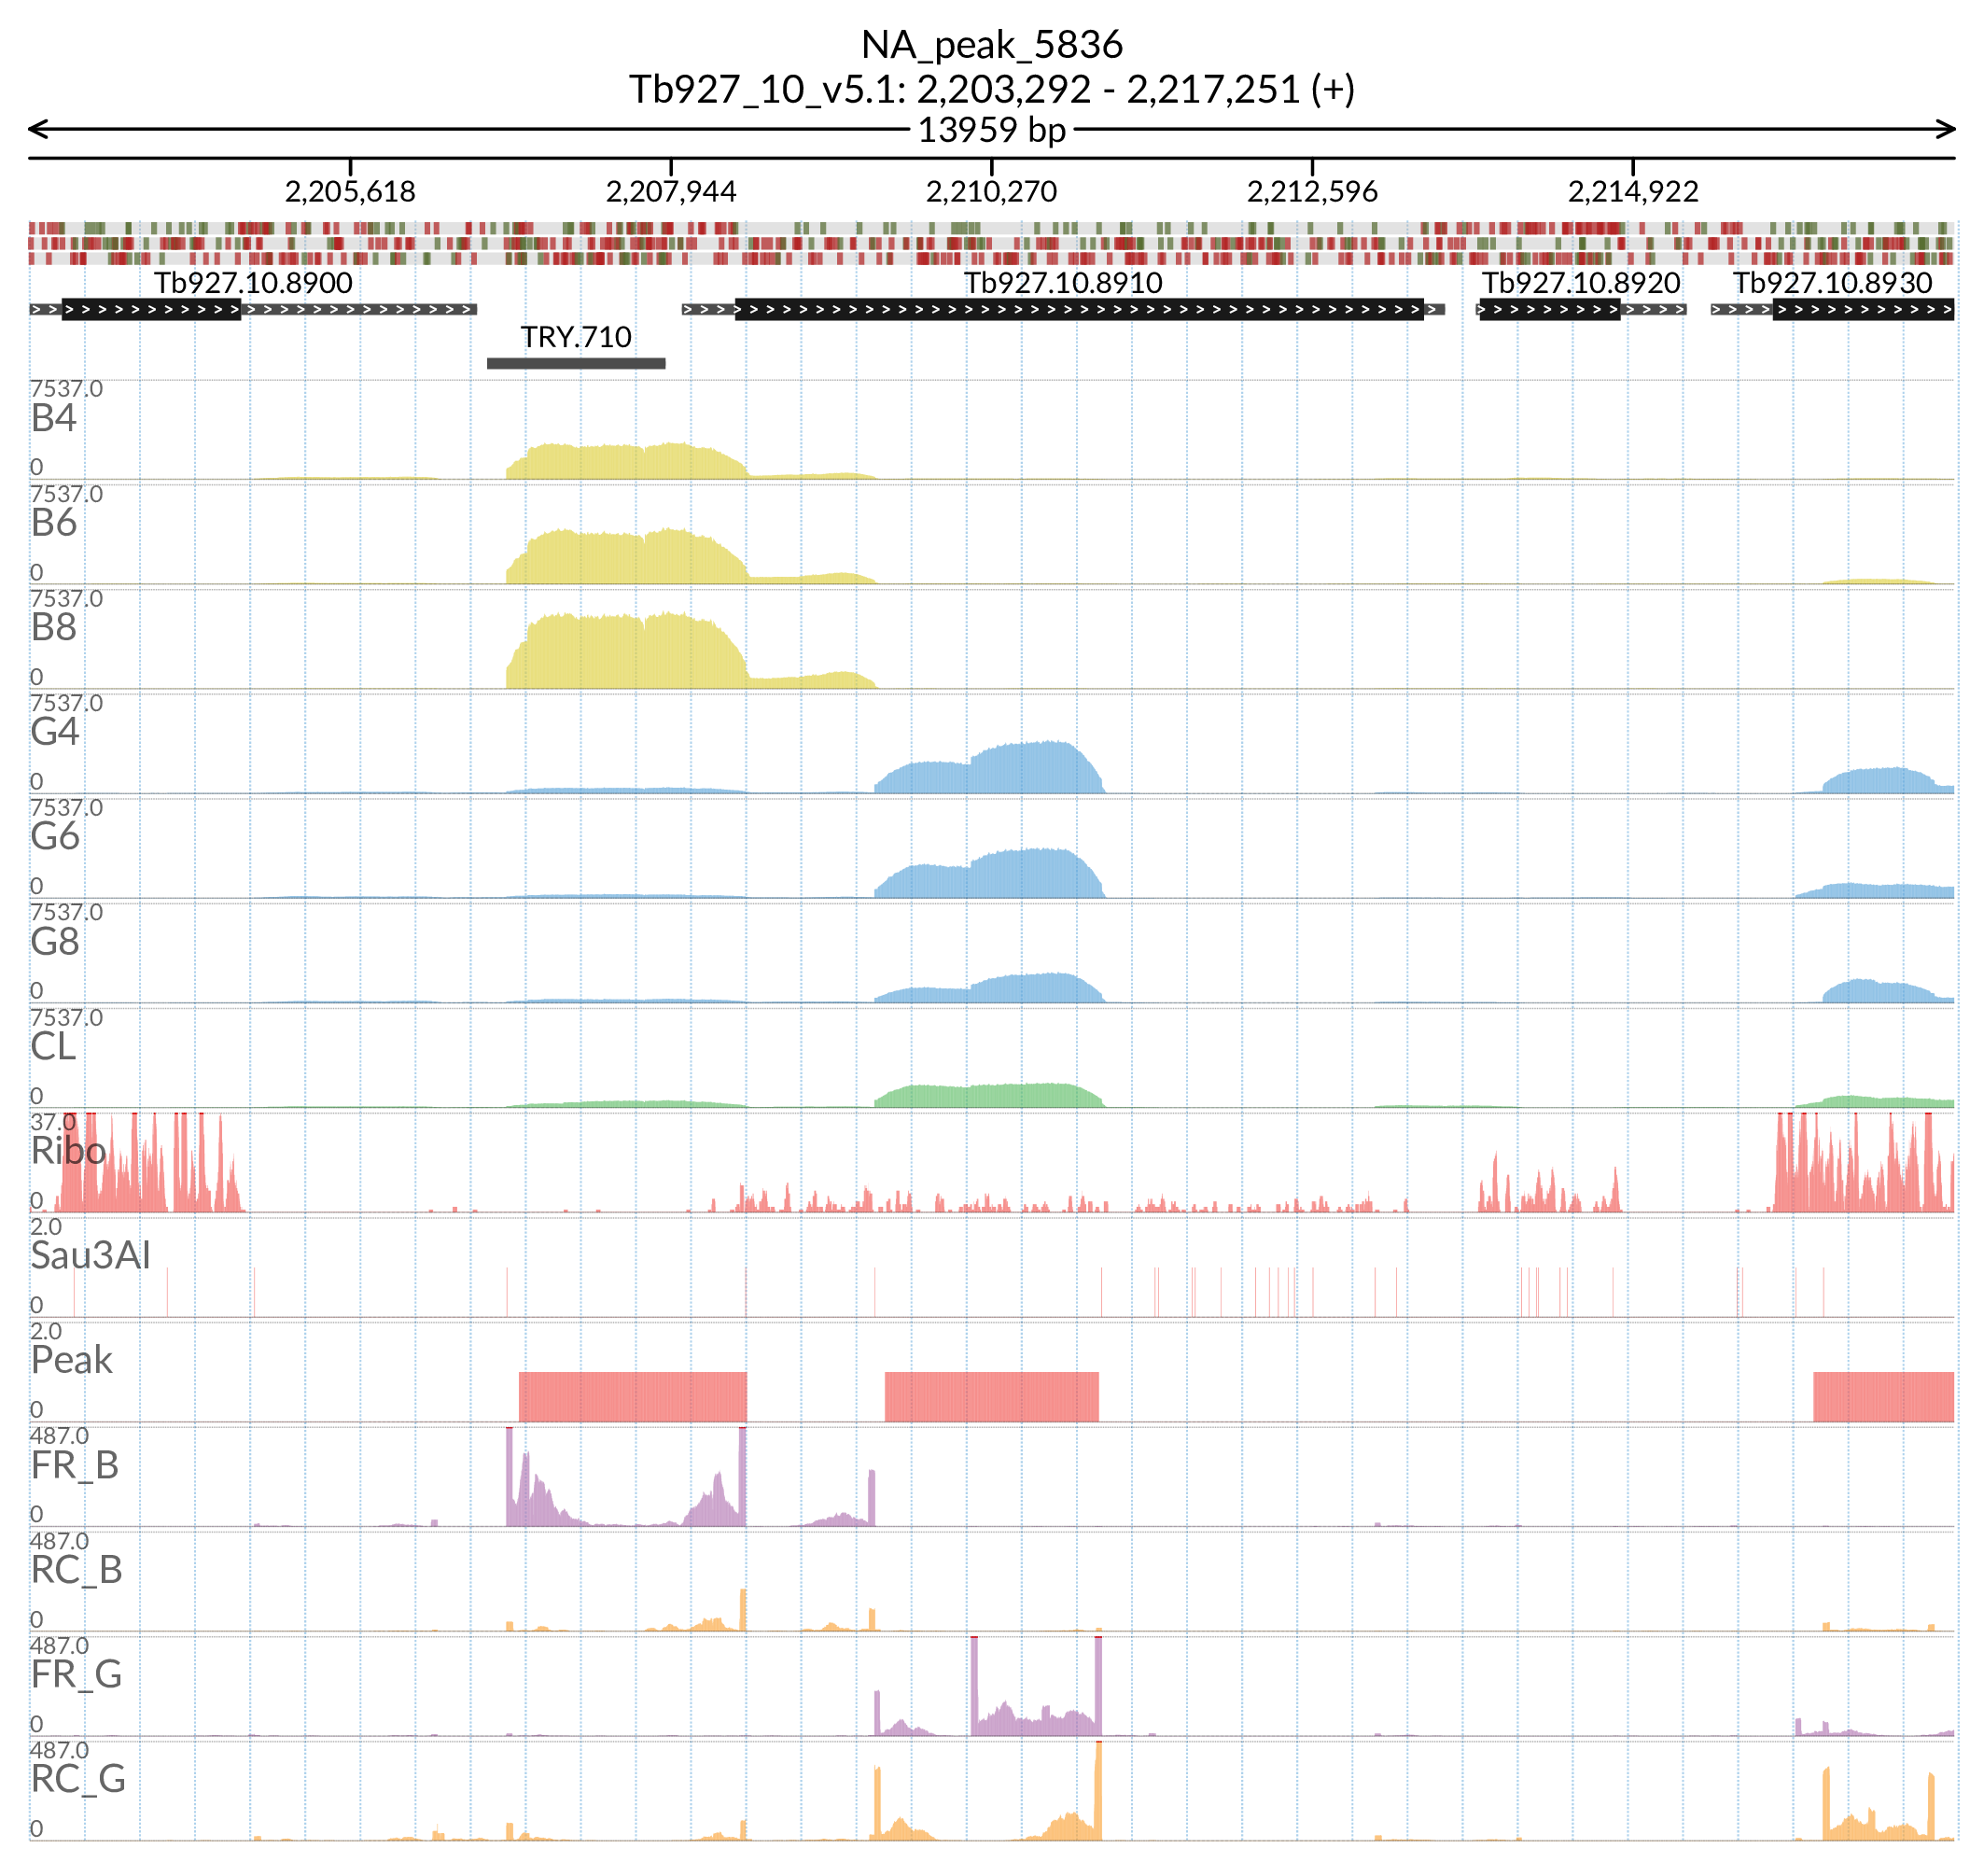 NA_peak_5836
Tb927_10_v5.1: 2,203,292 - 2,217,251 (+)
13959 bp
2,205,618 2,207,944 2,210,270 2,212,596 2,214,922
Tb927.10.8900 Tb927.10.8910 Tb927.10.8920 Tb927.10.8930
TRY.710
7537.0
B4
0
7537.0
B6
0
7537.0
B8
0
7537.0
G4
0
7537.0
G6
0
7537.0
G8
0
7537.0
CL
0
37.0
Ribo
0
2.0
Sau3AI
0
2.0
Peak
0
487.0
FR_B
0
487.0
RC_B
0
487.0
FR_G
0
487.0
RC_G
0